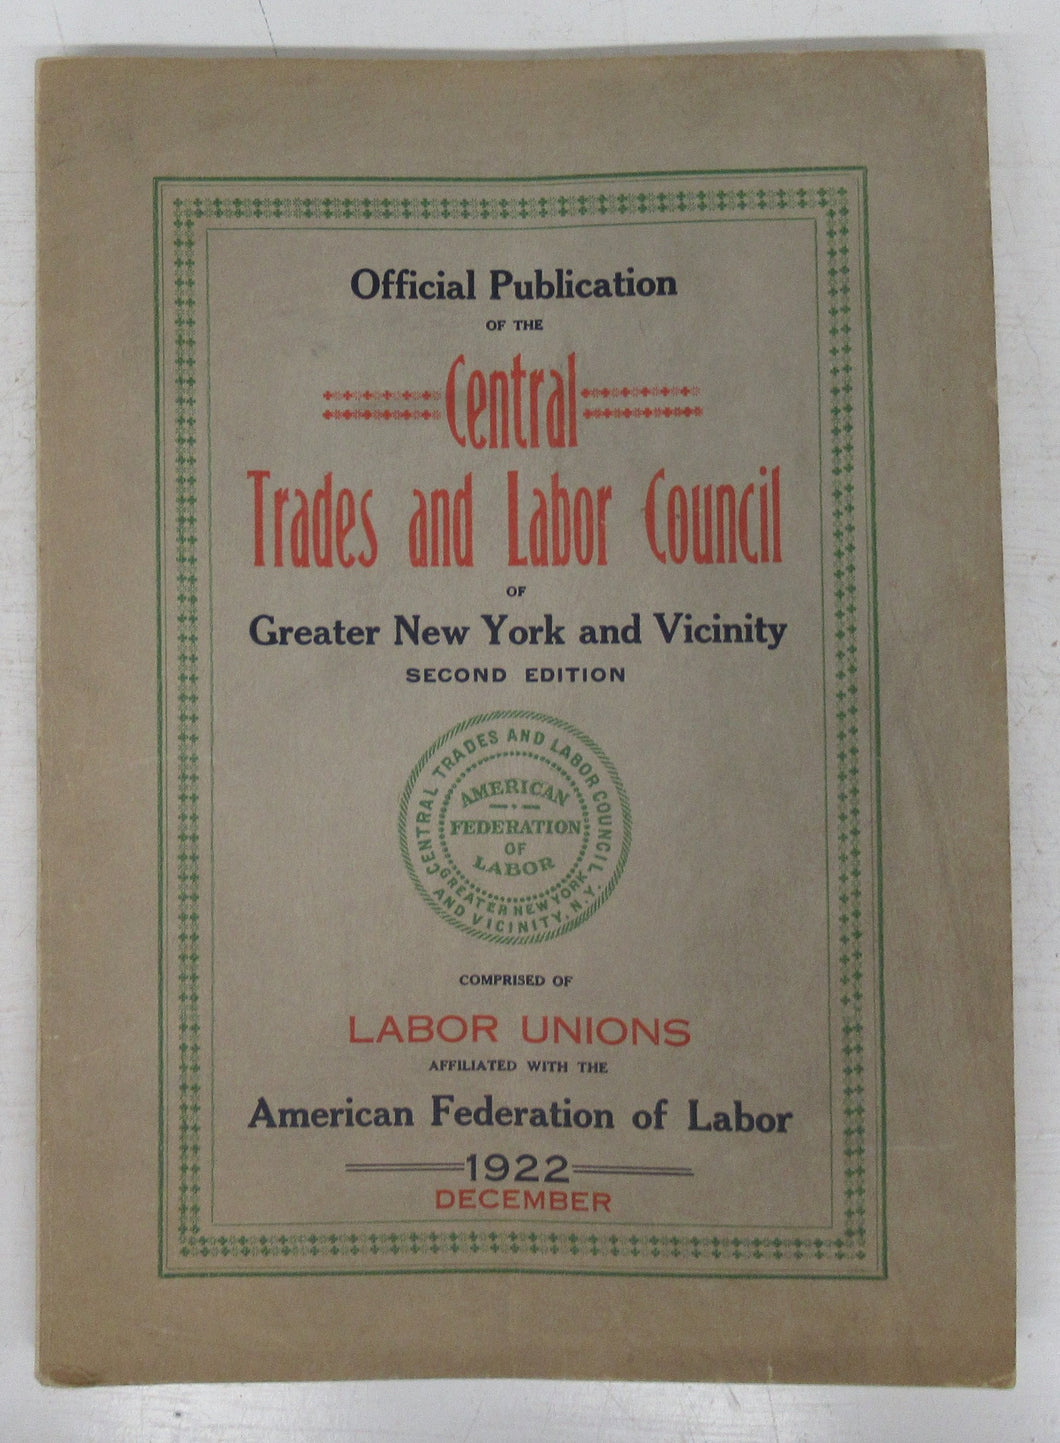 Official Publication
OF THE
Central
Trades and Labor Council
OF
Greater New York and Vicinity
SECOND EDITION
CENTRAL TRADES AND LABOR COUNCIL
GREATER NEW YORK
AND VICINITY, N.Y.
AMERICAN
FEDERATION
OF
LABOR
COMPRISED OF
LABOR UNIONS
AFFILIATED WITH THE
American Federation of Labor
1922
DECEMBER